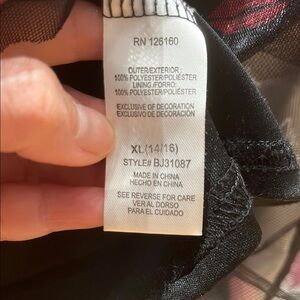 RN 126160
OUTER/EXTERIOR:
100% POLYESTER/POLIÉSTER
LINING / FORRO:
100% POLYESTER/POLIÉSTER
EXCLUSIVE OF DECORATION
EXCLUSIVO DE DECORACIÓN
XL (14/16)
STYLE# BJ31087
MADE IN CHINA
HECHO EN CHINA
SEE REVERSE FOR CARE
VER AL DORSO
PARA EL CUIDADO